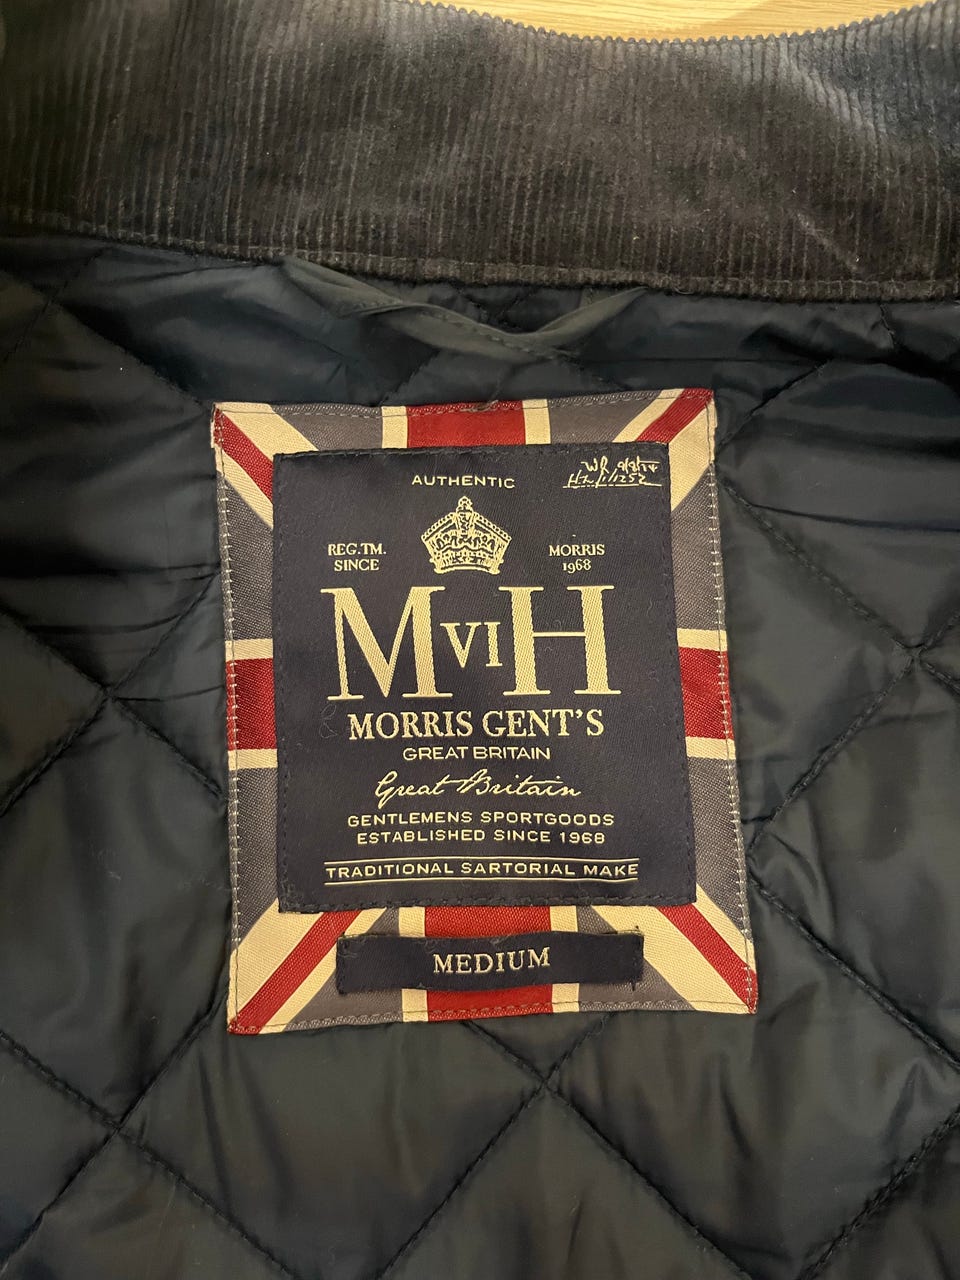 AUTHENTIC
REG.TM.
SINCE
MORRIS
1968
MVIH
MORRIS GENT'S
GREAT BRITAIN
Great Britain
GENTLEMENS SPORTGOODS
ESTABLISHED SINCE 1968
TRADITIONAL SARTORIAL MAKE
MEDIUM